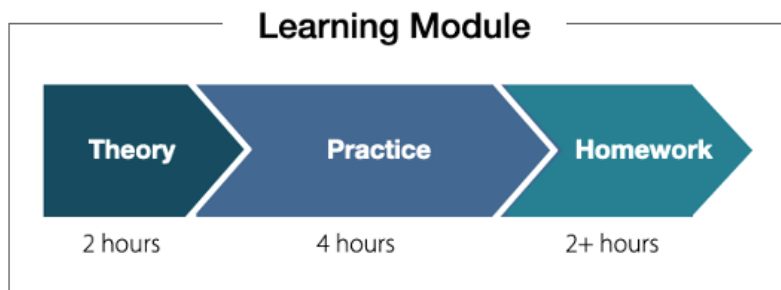 Learning Module
Theory
Practice
Homework
2 hours
4 hours
2+ hours